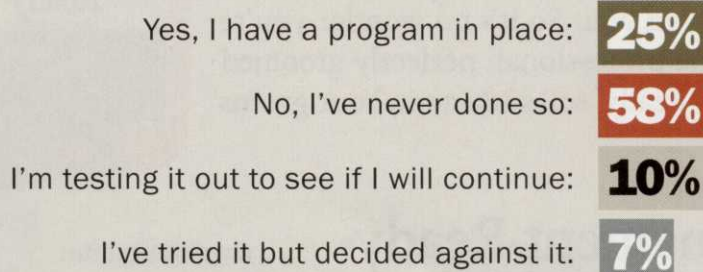 Yes, I have a program in place: 25%
No, I've never done so: 58%
I'm testing it out to see if I will continue: 10%
I've tried it but decided against it: 7%